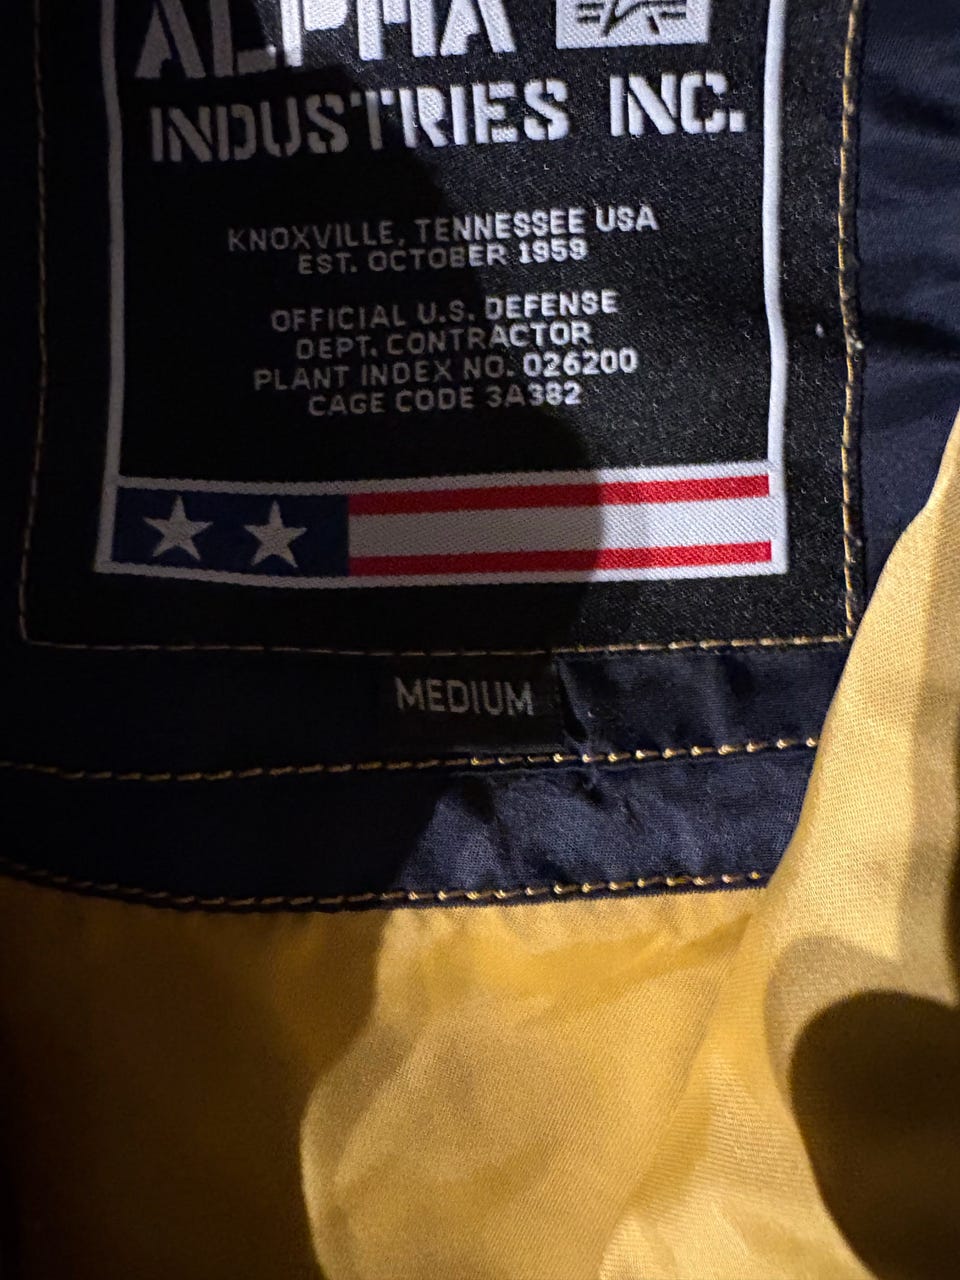 ALPHA
INDUSTRIES INC.
KNOXVILLE, TENNESSEE USA
EST. OCTOBER 1959
OFFICIAL U.S. DEFENSE
DEPT. CONTRACTOR
PLANT INDEX NO. 026200
CAGE CODE 3A382
MEDIUM